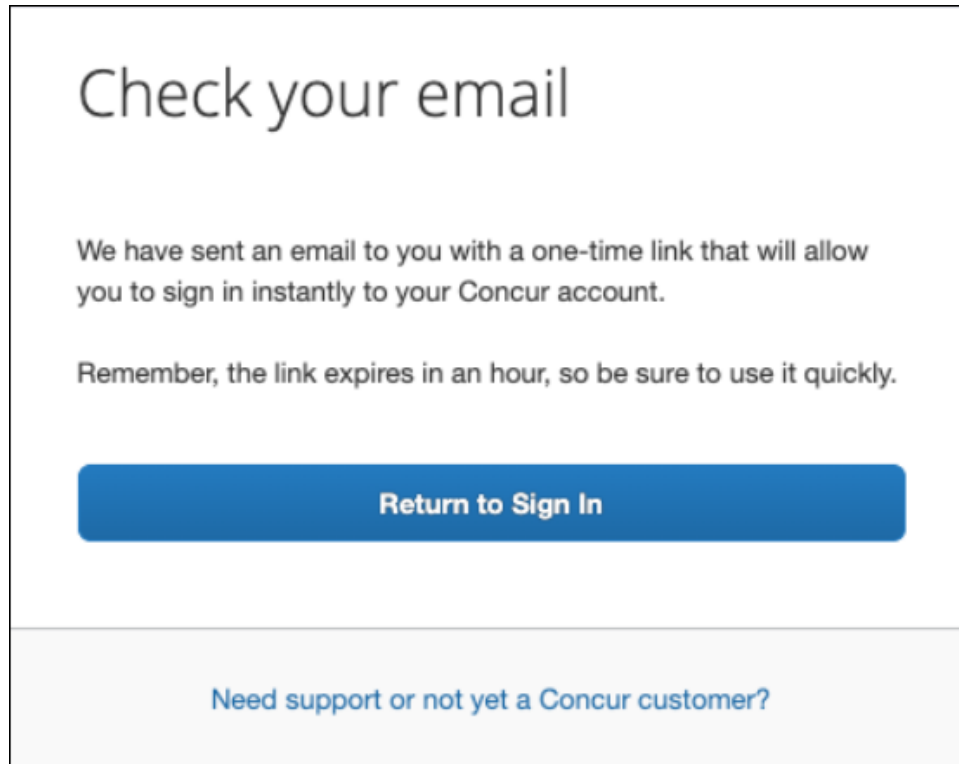 Check your email
We have sent an email to you with a one-time link that will allow
you to sign in instantly to your Concur account.
Remember, the link expires in an hour, so be sure to use it quickly.
Return to Sign In
Need support or not yet a Concur customer?